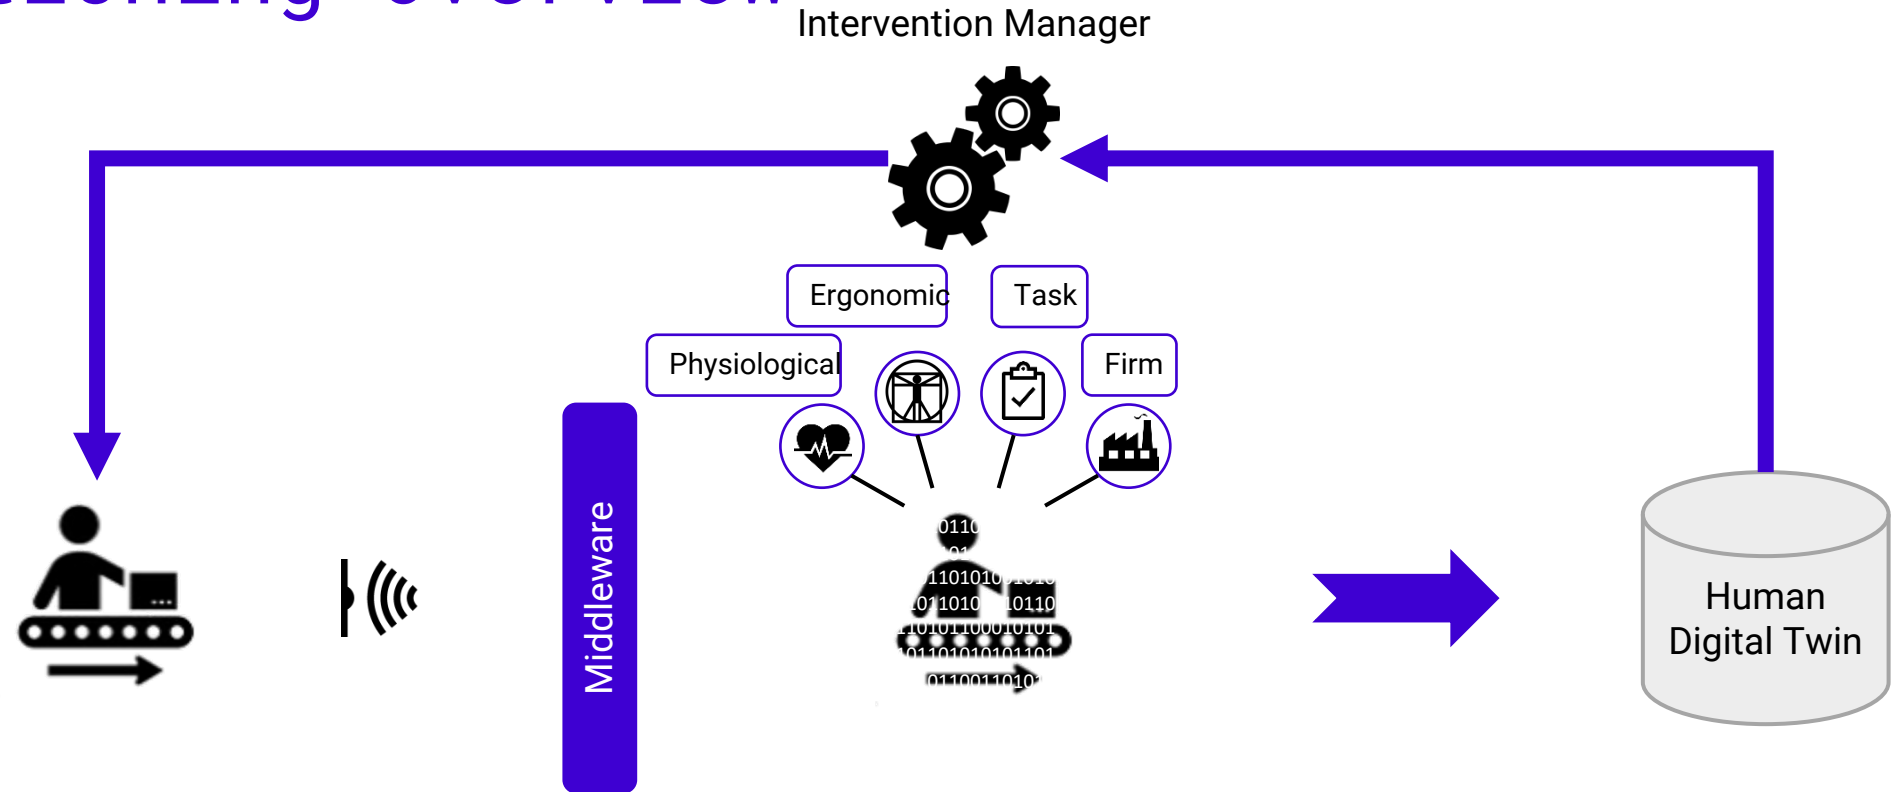 Intervention Manager
Ergonomic
Task
Physiological
Firm
Middleware
Human
Digital Twin